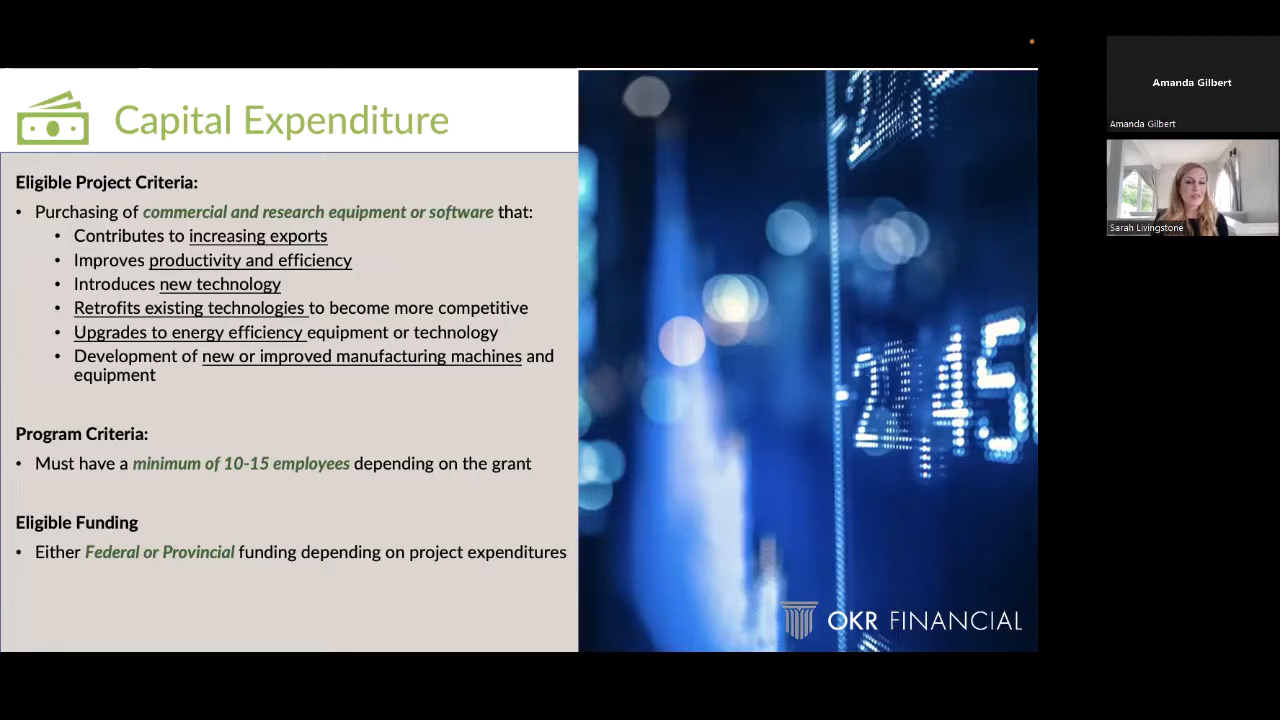 Capital Expenditure
Eligible Project Criteria:
• Purchasing of commercial and research equipment or software that:
• Contributes to increasing exports
• Improves productivity and efficiency
• Introduces new technology
• Retrofits existing technologies to become more competitive
• Upgrades to energy efficiency equipment or technology
• Development of new or improved manufacturing machines and
equipment
Program Criteria:
• Must have a minimum of 10-15 employees depending on the grant
Eligible Funding
• Either Federal or Provincial funding depending on project expenditures
OKR FINANCIAL
Amanda Gilbert
Amanda Gilbert
Sarah Livingstone